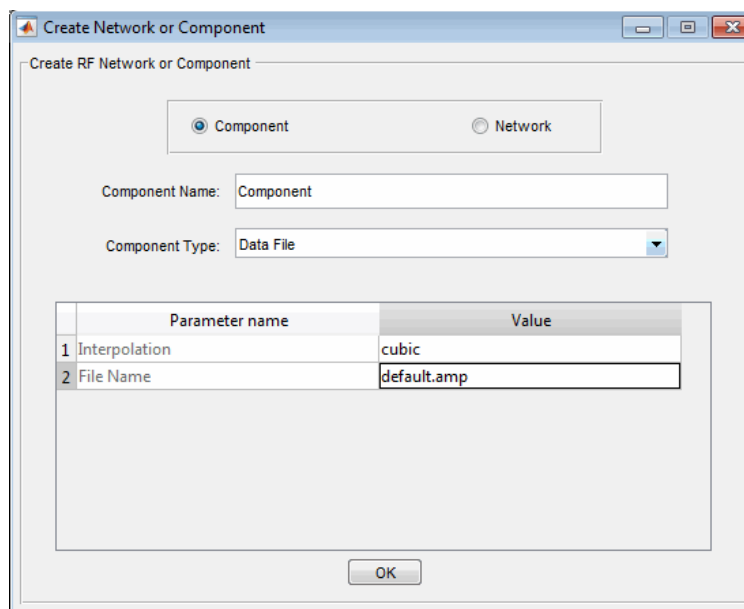 Create Network or Component
Create RF Network or Component
Component Network
Component Name: Component
Component Type: Data File
Parameter name Value
1 Interpolation cubic
2 File Name default.amp
OK